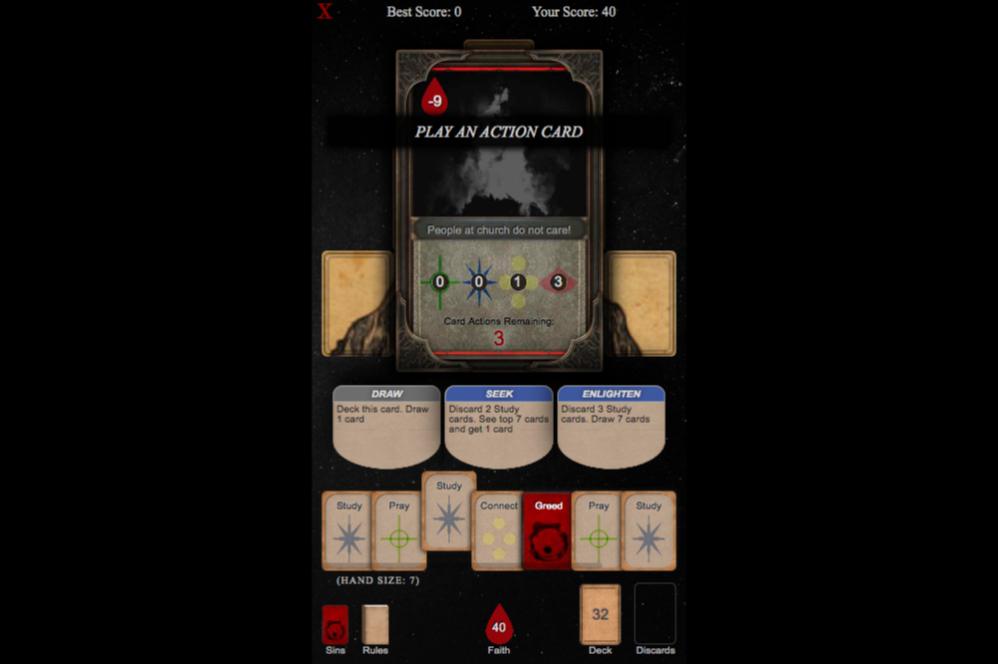 X
Best Score: 0
Your Score: 40
-9
PLAY AN ACTION CARD
People at church do not care!
0 0 1 3
Card Actions Remaining:
3
DRAW
Deck this card. Draw
1 card
SEEK
Discard 2 Study
cards. See top 7 cards
and get 1 card
ENLIGHTEN
Discard 3 Study
cards. Draw 7 cards
Study
Pray
Study
Connect
Greed
Pray
Study
(HAND SIZE: 7)
Sins
Rules
40
Faith
32
Deck
Discards